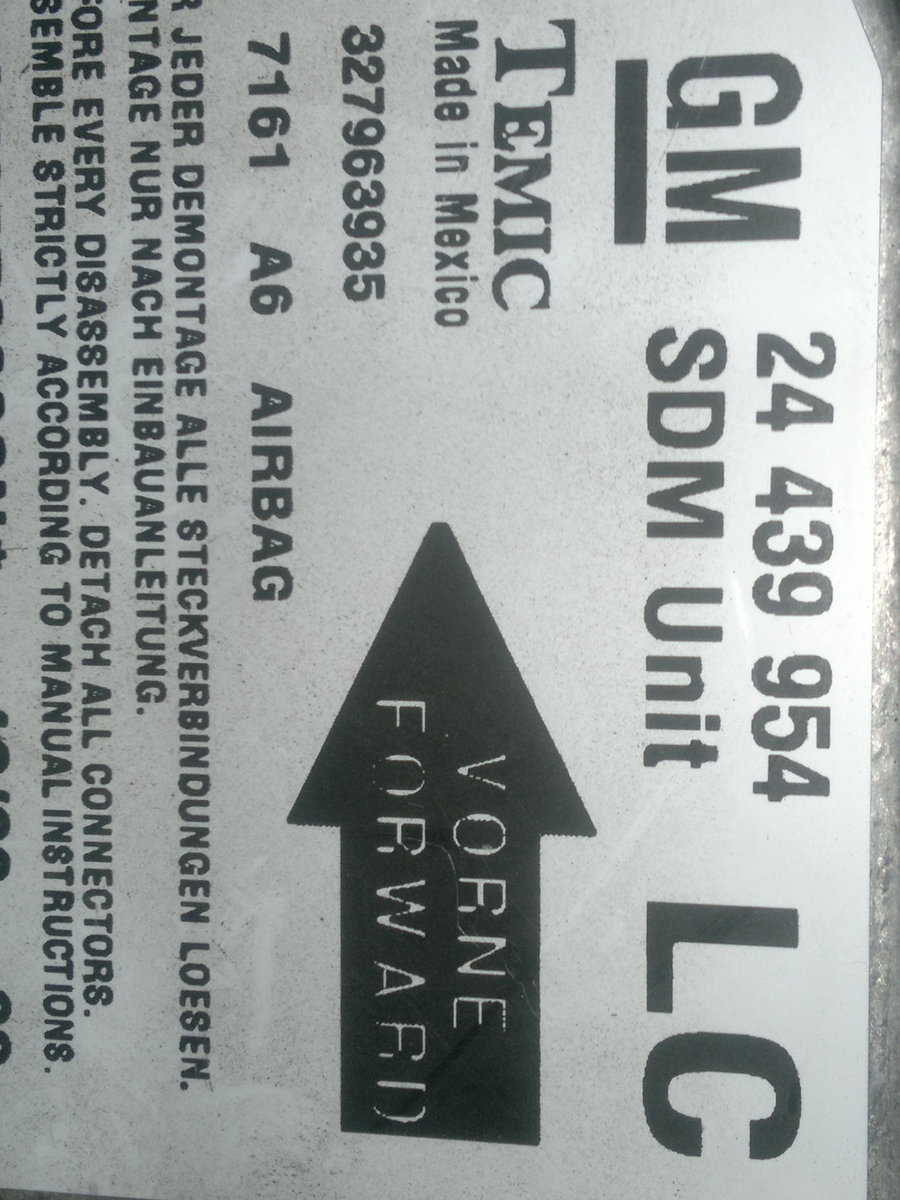 GM 24 439 954 LC
SDM Unit
TEMIC
Made in Mexico
327963935
7161 A6 AIRBAG
VORNE
FORWARD
R JEDER DEMONTAGE ALLE STECKVERBINDUNGEN LOESEN.
NTAGE NUR NACH EINBAUANLEITUNG.
FORE EVERY DISASSEMBLY. DETACH ALL CONNECTORS.
SEMBLE STRICTLY ACCORDING TO MANUAL INSTRUCTIONS.